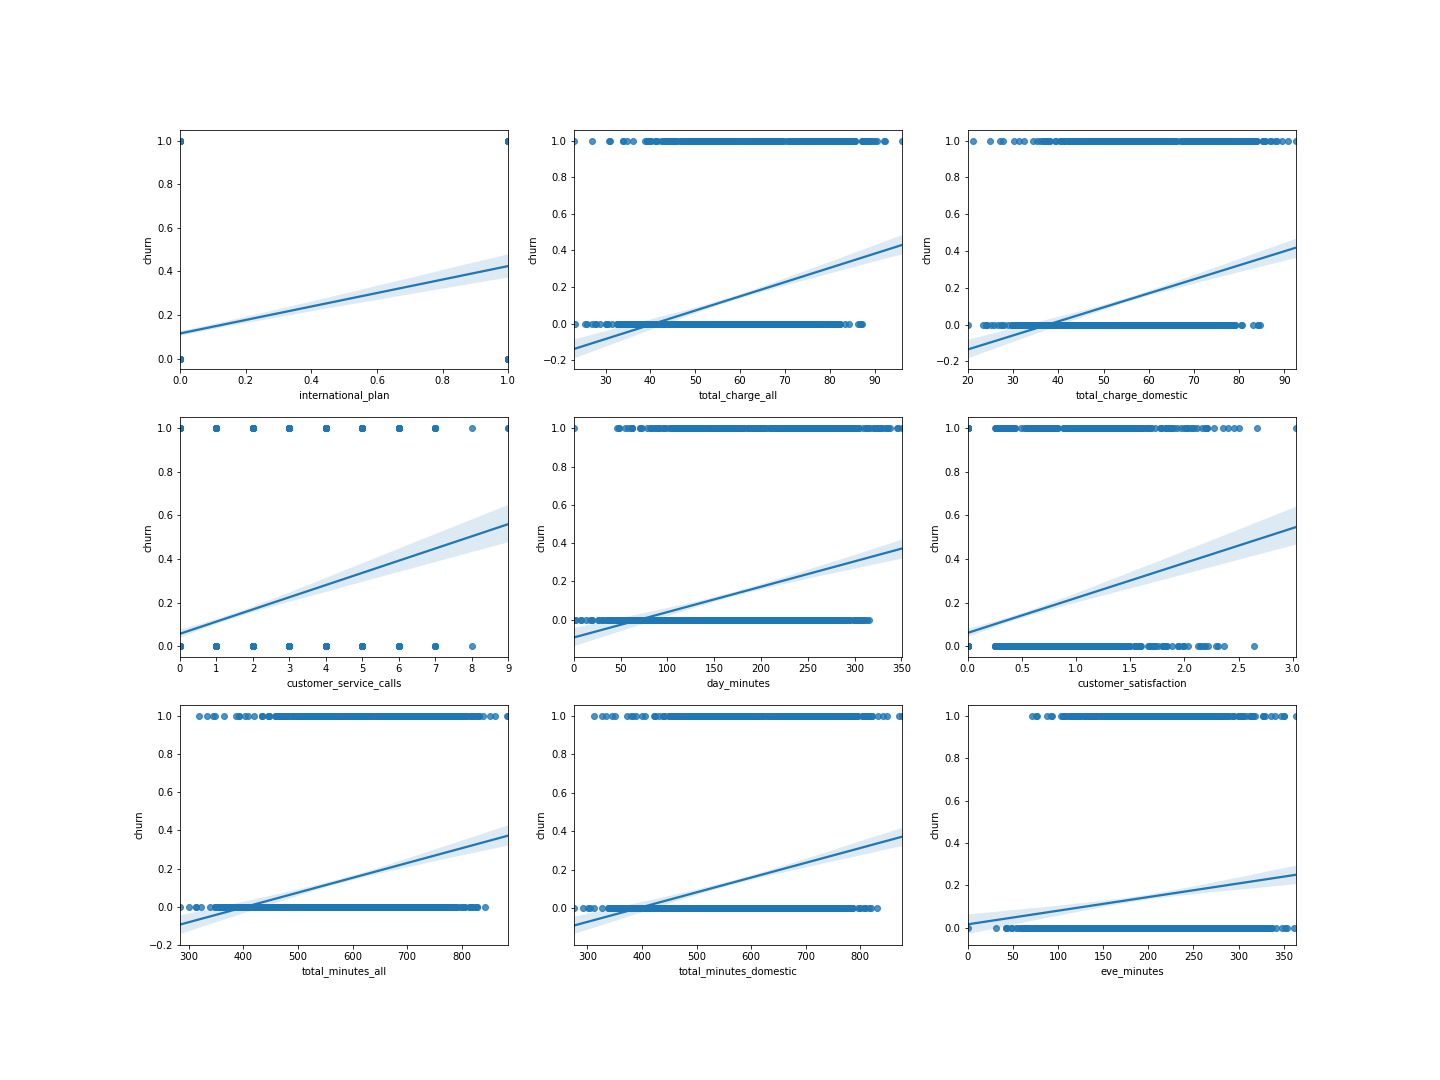 1.0
0.8
0.6
0.4
0.2
0.0
churn
0.0 0.2 0.4 0.6 0.8 1.0
international_plan
1.0
0.8
0.6
0.4
0.2
0.0
−0.2
churn
30 40 50 60 70 80 90
total_charge_all
1.0
0.8
0.6
0.4
0.2
0.0
−0.2
churn
20 30 40 50 60 70 80 90
total_charge_domestic
1.0
0.8
0.6
0.4
0.2
0.0
churn
0 1 2 3 4 5 6 7 8 9
customer_service_calls
1.0
0.8
0.6
0.4
0.2
0.0
churn
0 50 100 150 200 250 300 350
day_minutes
1.0
0.8
0.6
0.4
0.2
0.0
churn
0.0 0.5 1.0 1.5 2.0 2.5 3.0
customer_satisfaction
1.0
0.8
0.6
0.4
0.2
0.0
−0.2
churn
300 400 500 600 700 800
total_minutes_all
1.0
0.8
0.6
0.4
0.2
0.0
churn
300 400 500 600 700 800
total_minutes_domestic
1.0
0.8
0.6
0.4
0.2
0.0
churn
0 50 100 150 200 250 300 350
eve_minutes